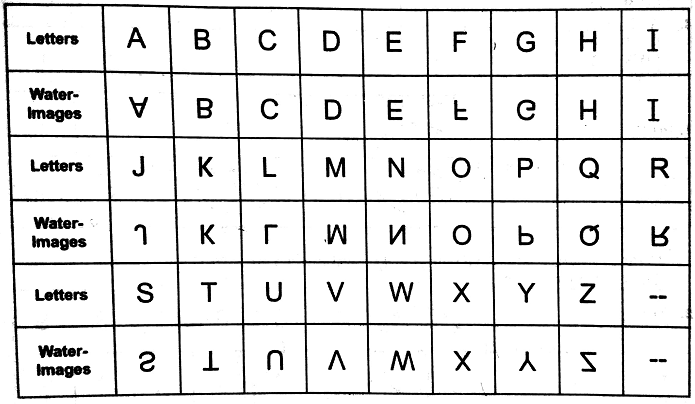 Letters A B C D E F G H I
Water-
Images A B C D E F G H I
Letters J K L M N O P Q R
Water-
Images J K L M N O P Q R
Letters S T U V W X Y Z --
Water-
Images S T U V W X Y Z --